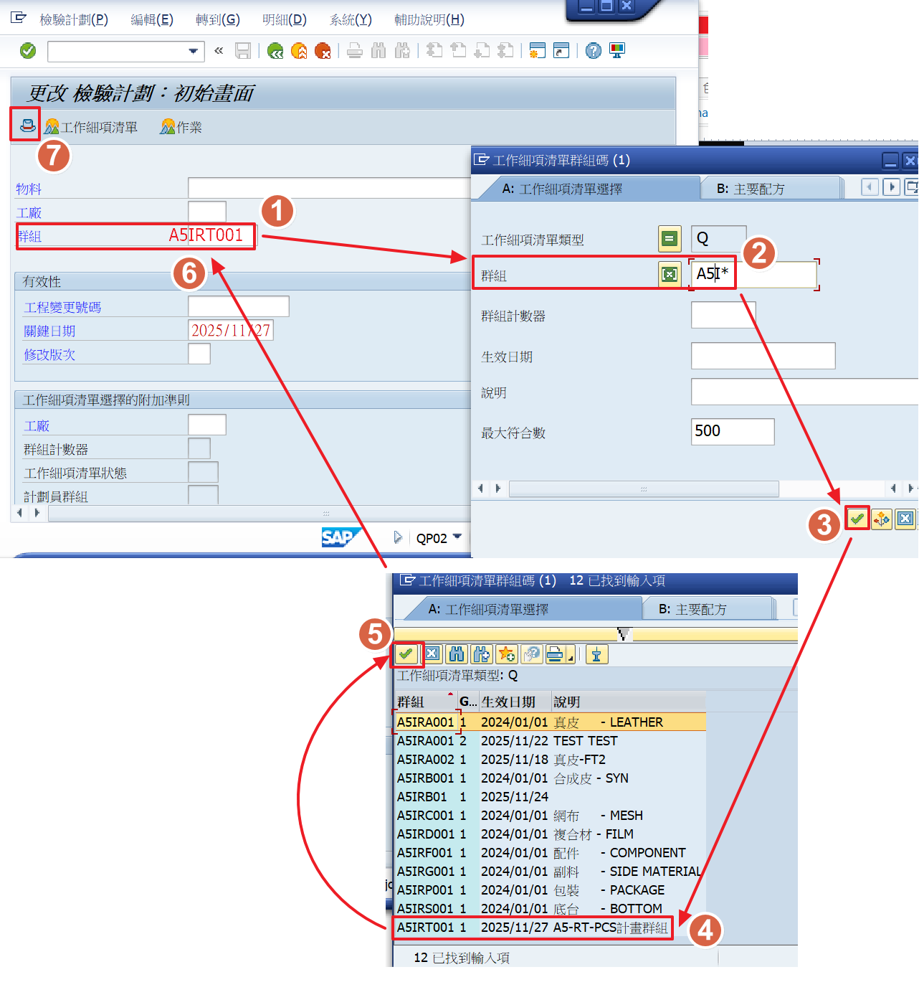 檢驗計劃(P) 編輯(E) 轉到(G) 明細(D) 系統(Y) 輔助說明(H)
更改 檢驗計劃：初始畫面
工作細項清單 作業
7
物料
工廠
1
群組 A5IRT001
6
有效性
工程變更號碼
關鍵日期 2025/11/27
修改版次
工作細項清單選擇的附加準則
工廠
群組計數器
工作細項清單狀態
計劃員群組
SAP QP02
na
工作細項清單群組碼 (1)
A: 工作細項清單選擇 B: 主要配方
工作細項清單類型 Q
2
群組 A5I*
群組計數器
生效日期
說明
最大符合數 500
3
工作細項清單群組碼 (1) 12 已找到輸入項
A: 工作細項清單選擇 B: 主要配方
5
工作細項清單類型: Q
群組 G... 生效日期 說明
A5IRA001 1 2024/01/01 真皮 - LEATHER
A5IRA001 2 2025/11/22 TEST TEST
A5IRA002 1 2025/11/18 真皮-FT2
A5IRB001 1 2024/01/01 合成皮 - SYN
A5IRB01 1 2025/11/24
A5IRC001 1 2024/01/01 網布 - MESH
A5IRD001 1 2024/01/01 複合材 - FILM
A5IRF001 1 2024/01/01 配件 - COMPONENT
A5IRG001 1 2024/01/01 副料 - SIDE MATERIAL
A5IRP001 1 2024/01/01 包裝 - PACKAGE
A5IRS001 1 2024/01/01 底台 - BOTTOM
A5IRT001 1 2025/11/27 A5-RT-PCS計畫群組
4
12 已找到輸入項